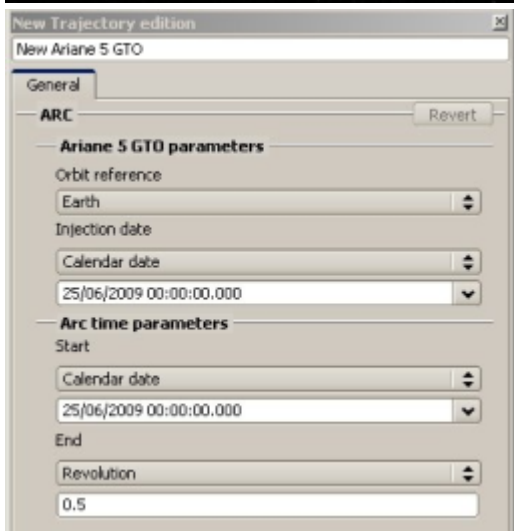 New Trajectory edition
New Ariane 5 GTO
General
ARC
Revert
Ariane 5 GTO parameters
Orbit reference
Earth
Injection date
Calendar date
25/06/2009 00:00:00.000
Arc time parameters
Start
Calendar date
25/06/2009 00:00:00.000
End
Revolution
0.5